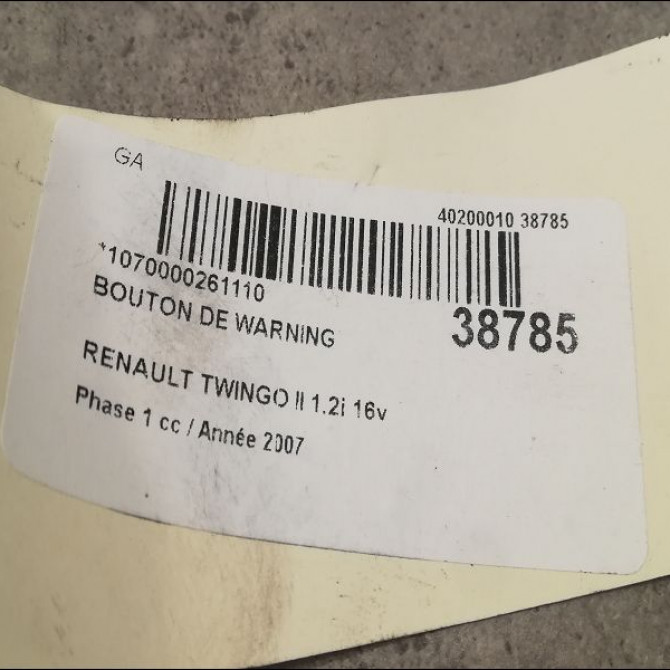 GA
40200010 38785
*1070000261110
38785
BOUTON DE WARNING
RENAULT TWINGO II 1.2i 16v
Phase 1 cc / Année 2007